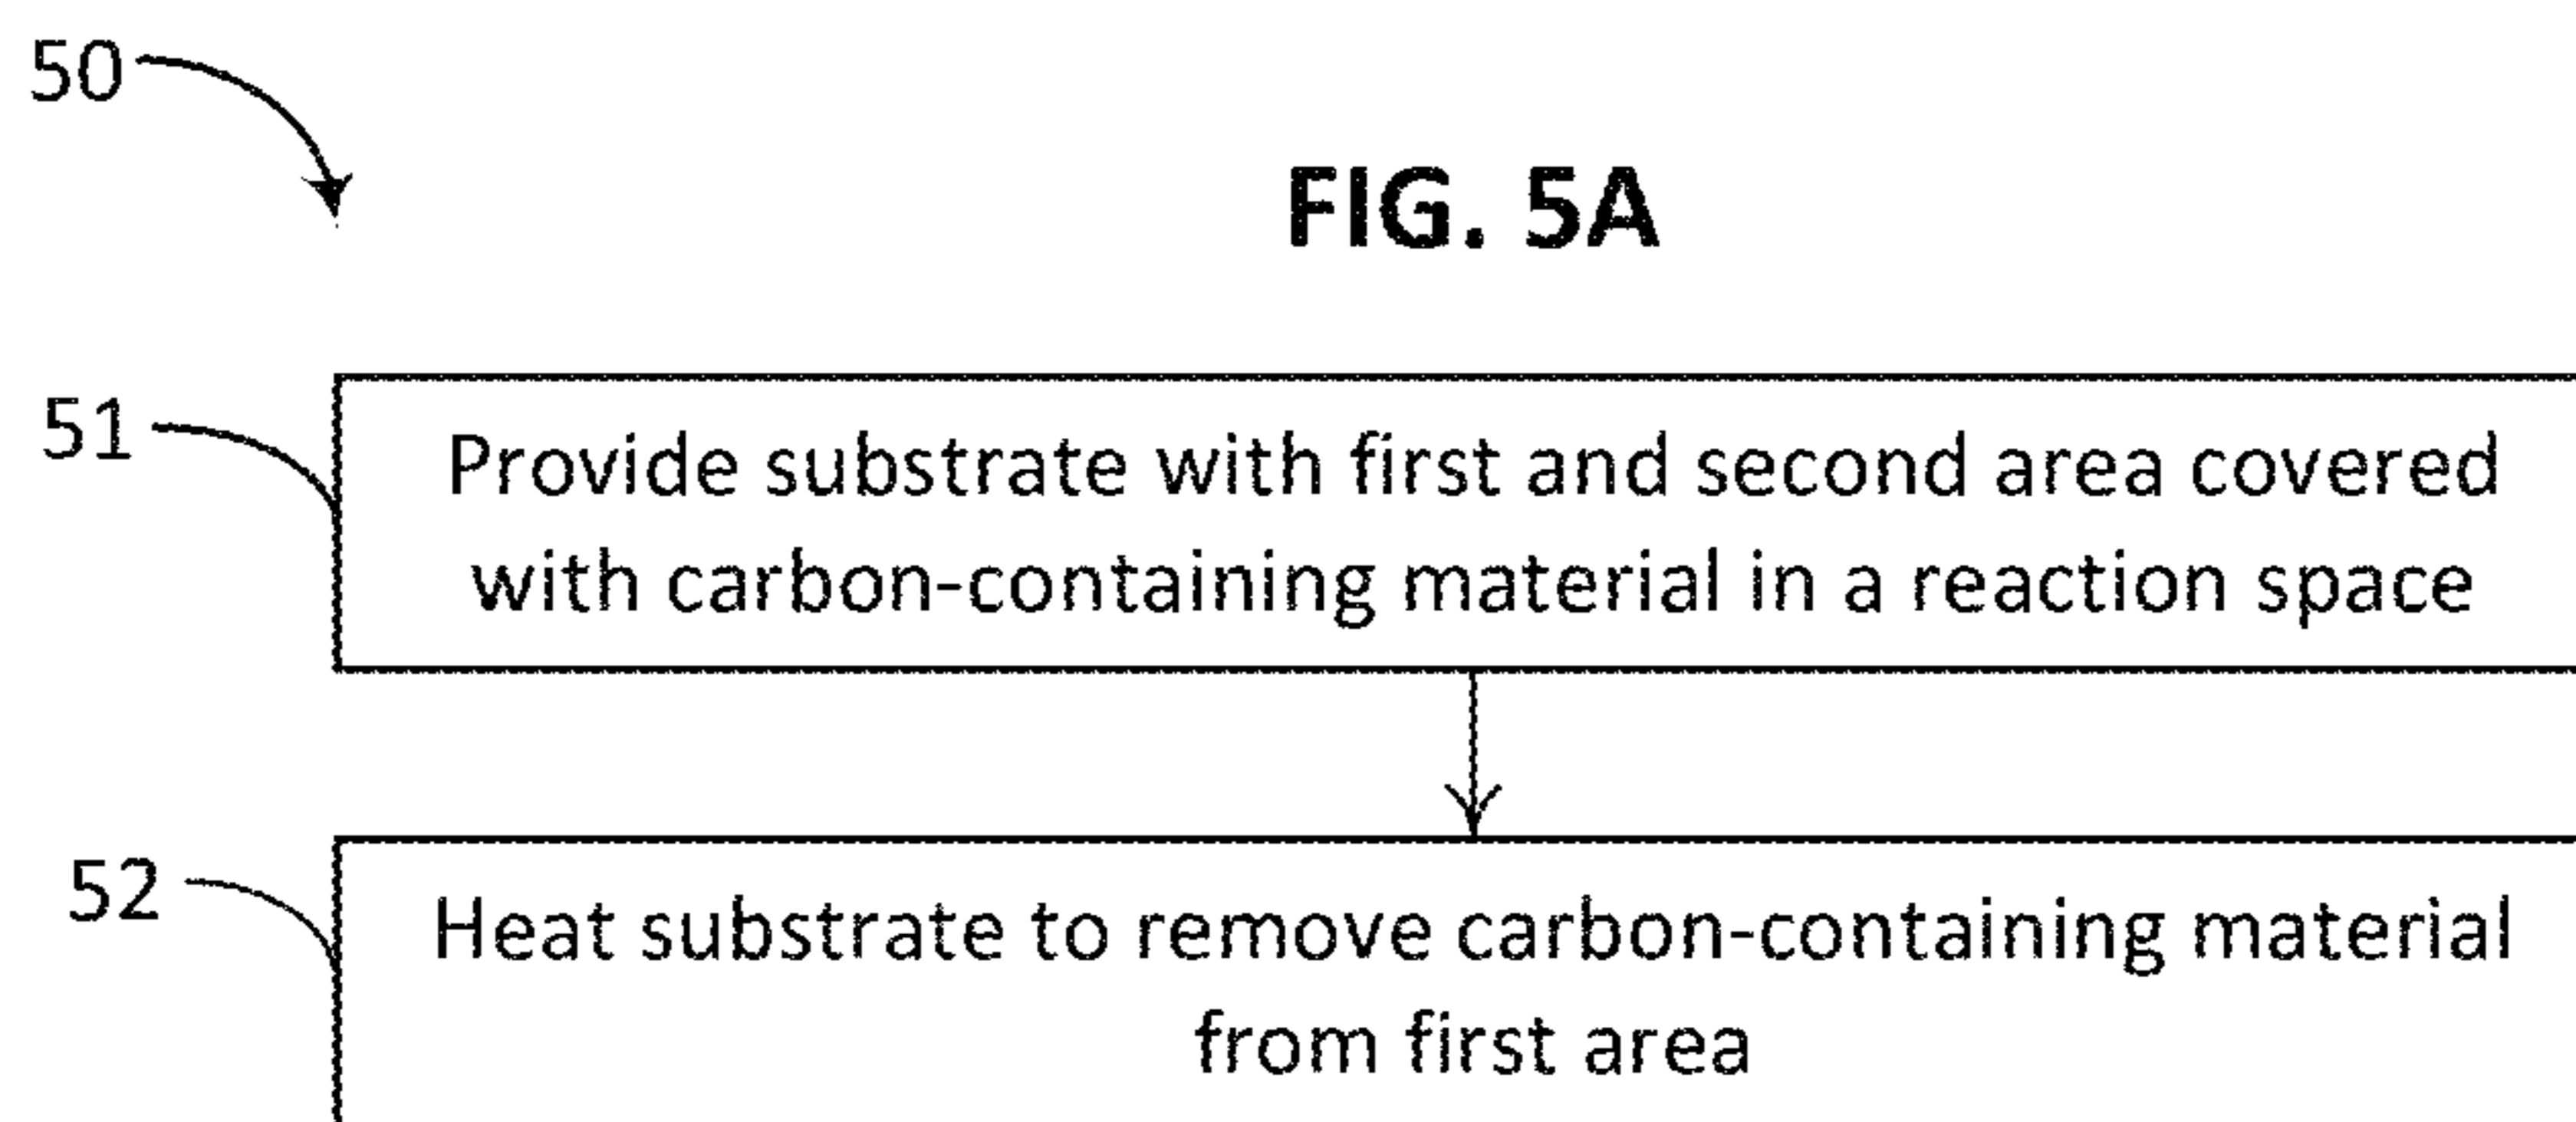 50
FIG. 5A
51
Provide substrate with first and second area covered
with carbon-containing material in a reaction space
52
Heat substrate to remove carbon-containing material
from first area